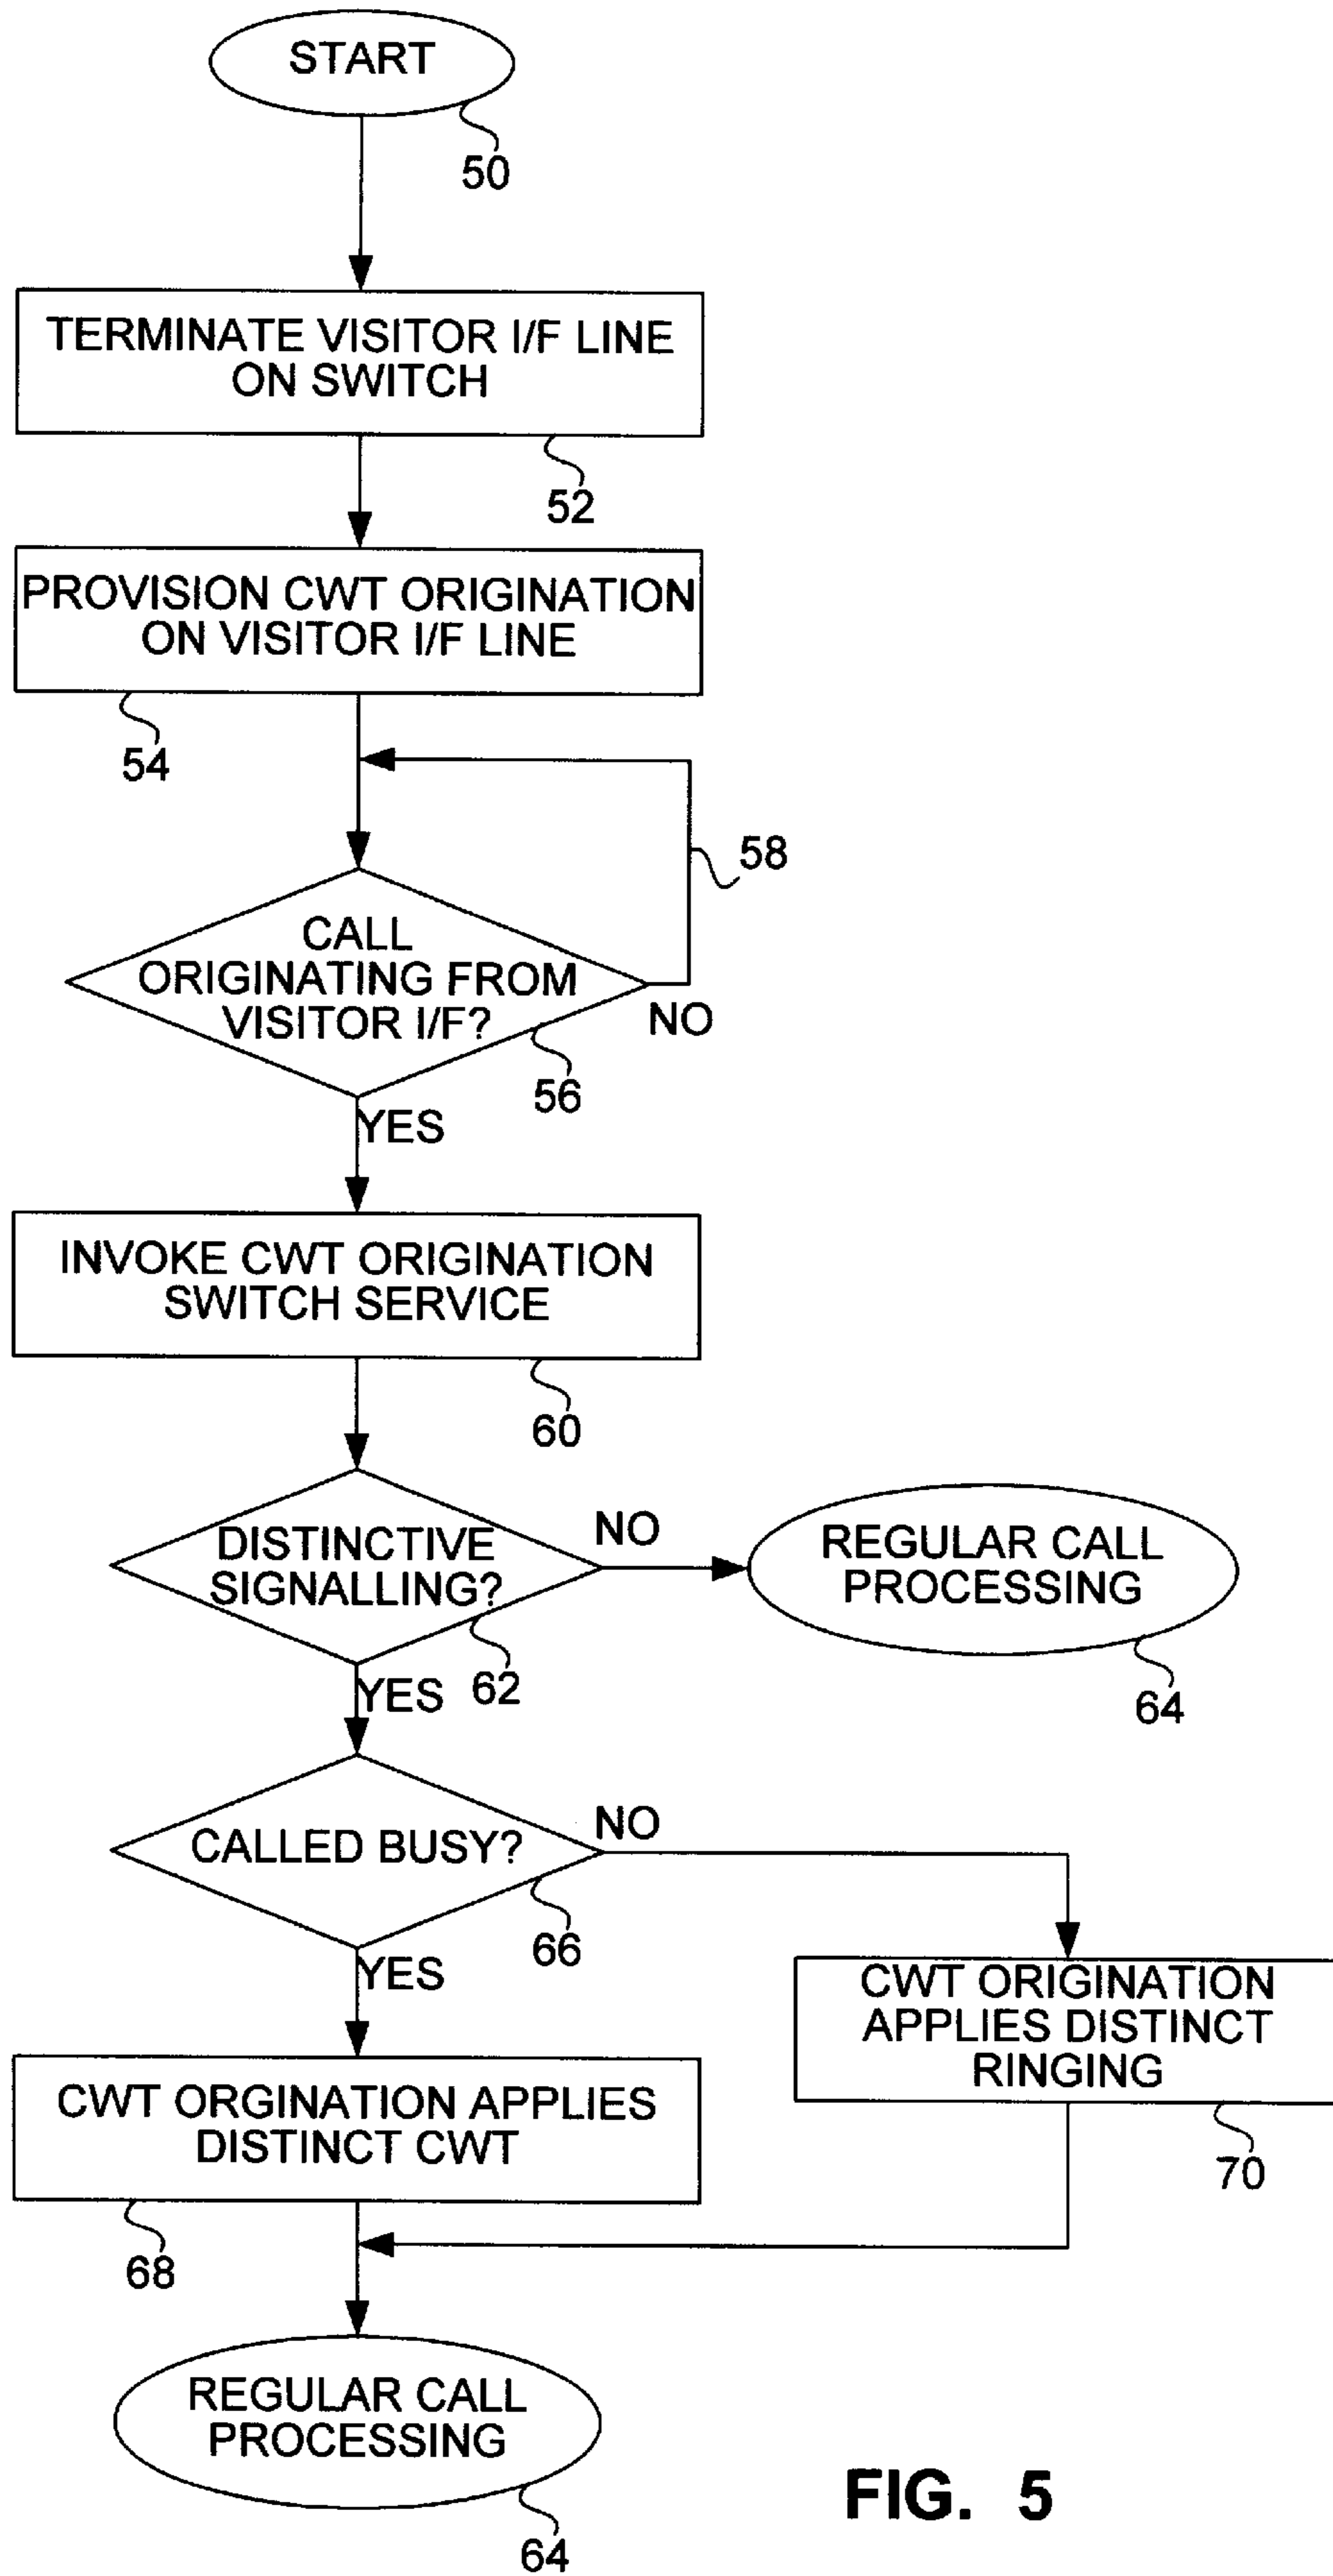 START
50
TERMINATE VISITOR I/F LINE
ON SWITCH
52
PROVISION CWT ORIGINATION
ON VISITOR I/F LINE
54
58
CALL
ORIGINATING FROM
VISITOR I/F?
NO
56
YES
INVOKE CWT ORIGINATION
SWITCH SERVICE
60
DISTINCTIVE
SIGNALLING?
NO
REGULAR CALL
PROCESSING
62
64
YES
CALLED BUSY?
NO
66
YES
CWT ORIGINATION
APPLIES DISTINCT
RINGING
70
CWT ORGINATION APPLIES
DISTINCT CWT
68
REGULAR CALL
PROCESSING
64
FIG. 5